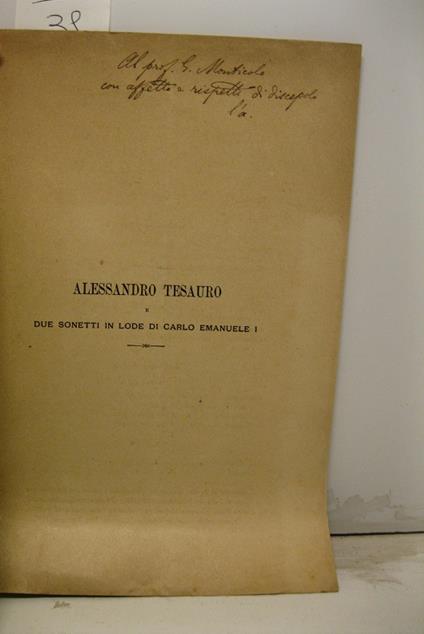 38
Al prof. G. Monticolo
con affetto e rispetto di discepolo
l'a.
ALESSANDRO TESAURO
E
DUE SONETTI IN LODE DI CARLO EMANUELE I